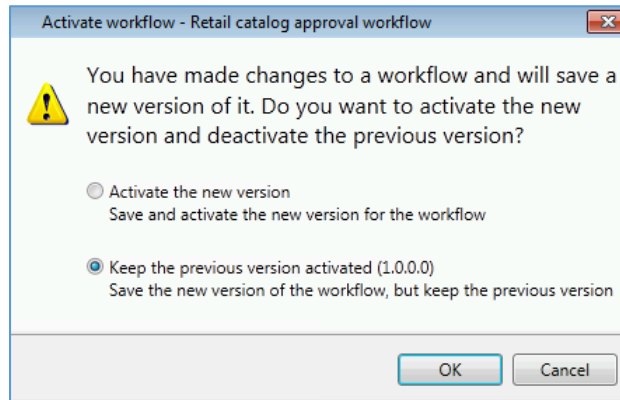 Activate workflow - Retail catalog approval workflow
You have made changes to a workflow and will save a
new version of it. Do you want to activate the new
version and deactivate the previous version?
Activate the new version
Save and activate the new version for the workflow
Keep the previous version activated (1.0.0.0)
Save the new version of the workflow, but keep the previous version
OK
Cancel